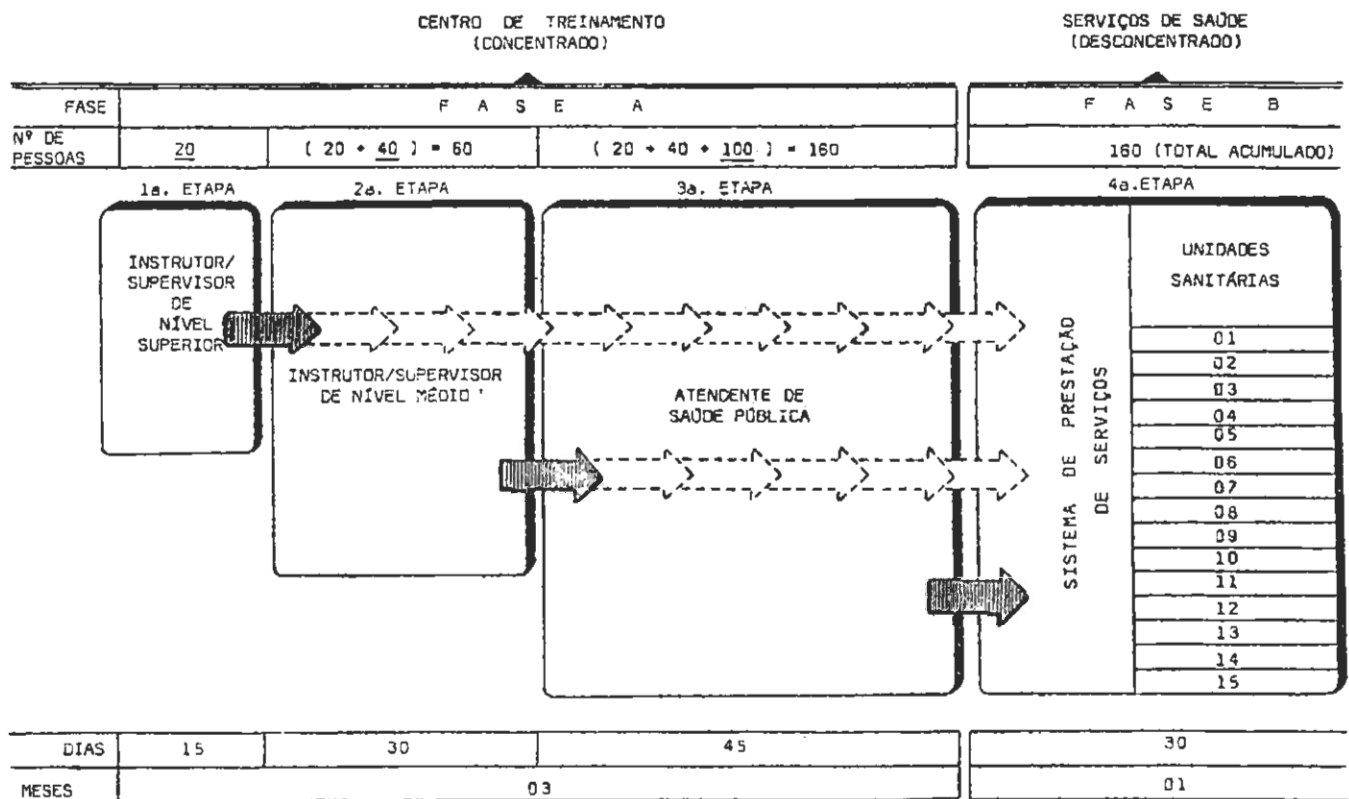 CENTRO DE TREINAMENTO
(CONCENTRADO)
SERVIÇOS DE SAÚDE
(DESCONCENTRADO)
FASE
F A S E A
F A S E B
Nº DE
PESSOAS
20
( 20 + 40 ) = 60
( 20 + 40 + 100 ) = 160
160 (TOTAL ACUMULADO)
1a. ETAPA
2a. ETAPA
3a. ETAPA
4a.ETAPA
INSTRUTOR/
SUPERVISOR
DE
NÍVEL
SUPERIOR
INSTRUTOR/SUPERVISOR
DE NÍVEL MÉDIO
ATENDENTE DE
SAÚDE PÚBLICA
SISTEMA DE PRESTAÇÃO
DE SERVIÇOS
UNIDADES
SANITÁRIAS
01
02
03
04
05
06
07
08
09
10
11
12
13
14
15
DIAS
15
30
45
30
MESES
03
01